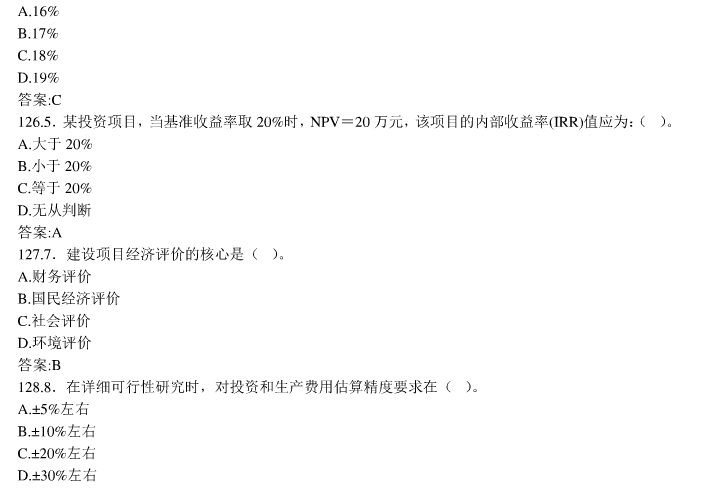 A.16%
B.17%
C.18%
D.19%
答案:C
126.5．某投资项目，当基准收益率取 20%时，NPV＝20 万元，该项目的内部收益率(IRR)值应为:（　）。
A.大于 20%
B.小于 20%
C.等于 20%
D.无从判断
答案:A
127.7．建设项目经济评价的核心是（　）。
A.财务评价
B.国民经济评价
C.社会评价
D.环境评价
答案:B
128.8．在详细可行性研究时，对投资和生产费用估算精度要求在（　）。
A.±5%左右
B.±10%左右
C.±20%左右
D.±30%左右